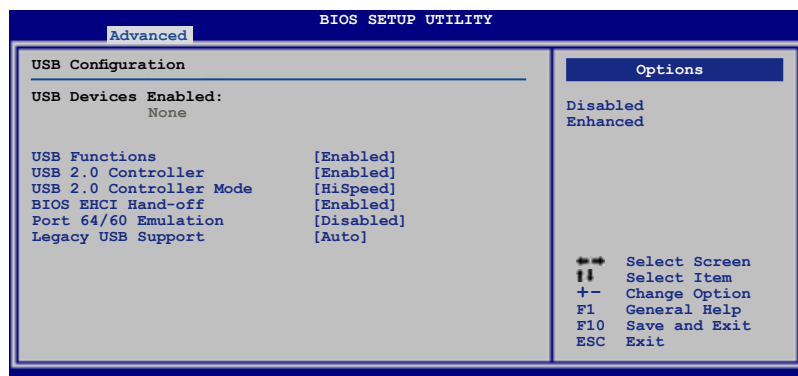 BIOS SETUP UTILITY
Advanced
USB Configuration
USB Devices Enabled:
None
USB Functions [Enabled]
USB 2.0 Controller [Enabled]
USB 2.0 Controller Mode [HiSpeed]
BIOS EHCI Hand-off [Enabled]
Port 64/60 Emulation [Disabled]
Legacy USB Support [Auto]
Options
Disabled
Enhanced
←→ Select Screen
↑↓ Select Item
+- Change Option
F1 General Help
F10 Save and Exit
ESC Exit